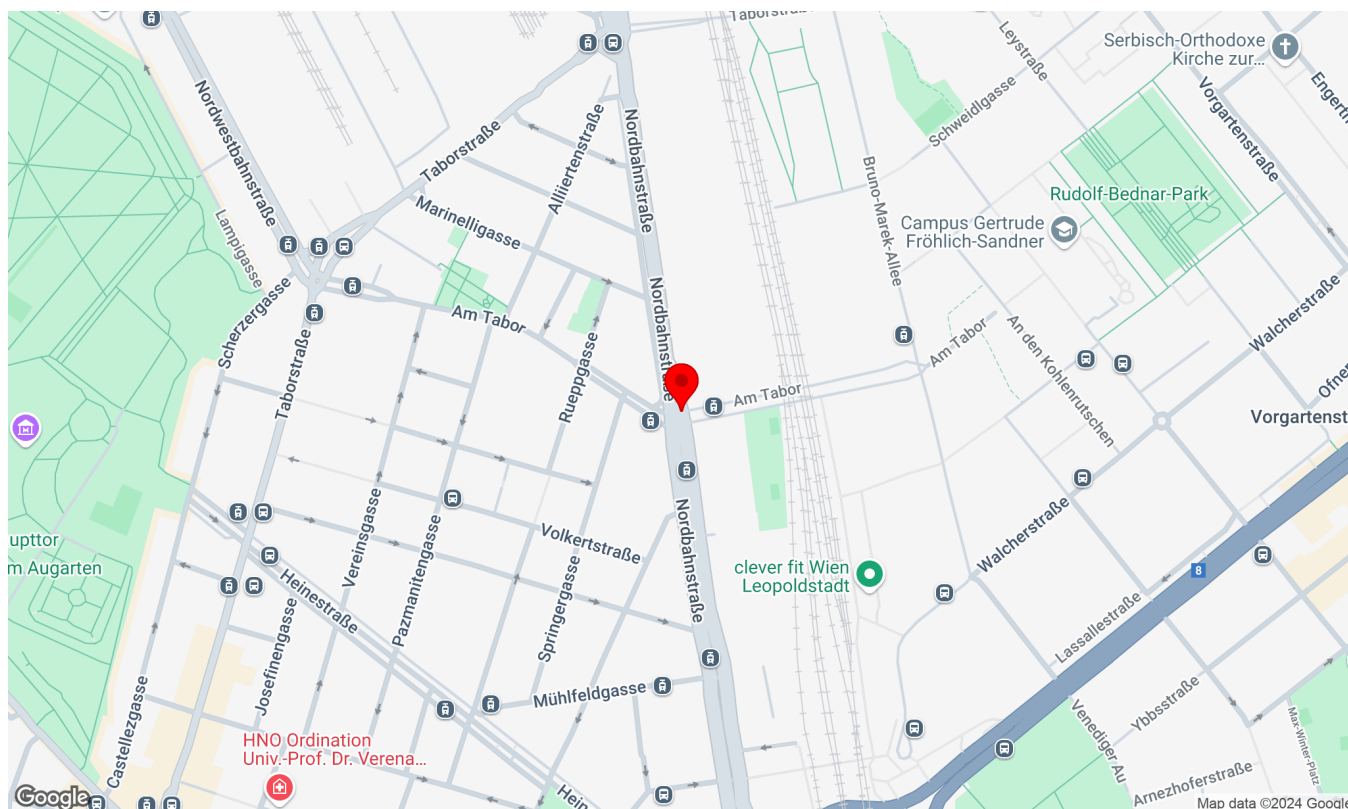 Taborstraße
Leystraße
Serbisch-Orthodoxe
Kirche zur...
Engerth
Vorgartenstraße
Nordwestbahnstraße
Taborstraße
Alliiertenstraße
Nordbahnstraße
Schweidlgasse
Bruno-Marek-Allee
Rudolf-Bednar-Park
Lampigasse
Marinelligasse
Campus Gertrude
Fröhlich-Sandner
Scherzergasse
Am Tabor
Nordbahnstraße
Walcherstraße
Am Tabor
An den Kohlenrutschen
Taborstraße
Rueppgasse
Am Tabor
Ofner
Vorgartenst
Vereinsgasse
Pazmanitengasse
Volkertstraße
Nordbahnstraße
Walcherstraße
upttor
m Augarten
Heinestraße
Springergasse
clever fit Wien
Leopoldstadt
8
Lassallestraße
Josefinengasse
Castellezgasse
Mühlfeldgasse
Venediger Au
Ybbsstraße
Max-Winter-Platz
HNO Ordination
Univ.-Prof. Dr. Verena...
Hein
Arnezhoferstraße
Google
Map data ©2024 Google